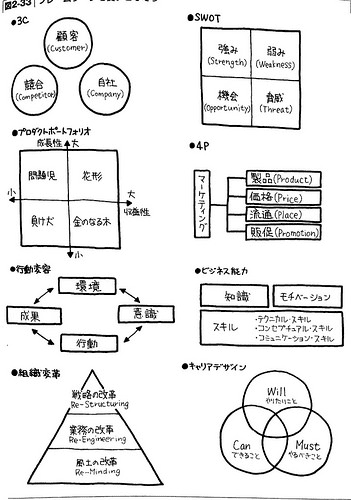 図2-33
●3C
顧客
(Customer)
競合
(Competitor)
自社
(Company)
●SWOT
強み
(Strength)
弱み
(Weakness)
機会
(Opportunity)
脅威
(Threat)
●プロダクトポートフォリオ
成長性
大
問題児
花形
小
大
収益性
負け犬
金のなる木
小
●4P
マーケティング
製品(Product)
価格(Price)
流通(Place)
販促(Promotion)
●行動変容
環境
成果
意識
行動
●ビジネス能力
知識
モチベーション
スキル
・テクニカル・スキル
・コンセプチュアル・スキル
・コミュニケーション・スキル
●組織変革
戦略の改革
Re-Structuring
業務の改革
Re-Engineering
風土の改革
Re-Minding
●キャリアデザイン
Will
やりたいこと
Can
できること
Must
やるべきこと